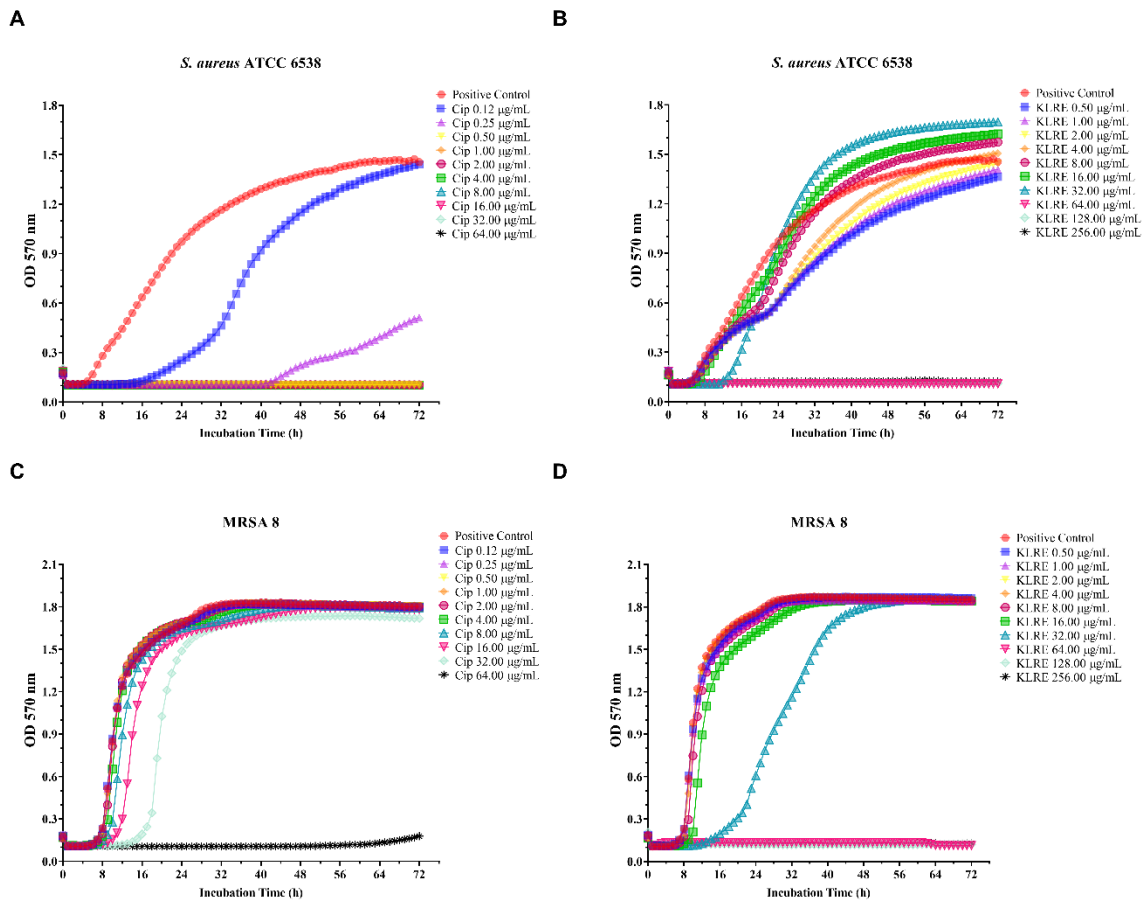 A
S. aureus ATCC 6538
OD 570 nm
1.8
1.5
1.2
0.9
0.6
0.3
0.0
0 8 16 24 32 40 48 56 64 72
Incubation Time (h)
Positive Control
Cip 0.12 µg/mL
Cip 0.25 µg/mL
Cip 0.50 µg/mL
Cip 1.00 µg/mL
Cip 2.00 µg/mL
Cip 4.00 µg/mL
Cip 8.00 µg/mL
Cip 16.00 µg/mL
Cip 32.00 µg/mL
Cip 64.00 µg/mL
B
S. aureus ATCC 6538
OD 570 nm
1.8
1.5
1.2
0.9
0.6
0.3
0.0
0 8 16 24 32 40 48 56 64 72
Incubation Time (h)
Positive Control
KLRE 0.50 µg/mL
KLRE 1.00 µg/mL
KLRE 2.00 µg/mL
KLRE 4.00 µg/mL
KLRE 8.00 µg/mL
KLRE 16.00 µg/mL
KLRE 32.00 µg/mL
KLRE 64.00 µg/mL
KLRE 128.00 µg/mL
KLRE 256.00 µg/mL
C
MRSA 8
OD 570 nm
2.1
1.8
1.5
1.2
0.9
0.6
0.3
0.0
0 8 16 24 32 40 48 56 64 72
Incubation Time (h)
Positive Control
Cip 0.12 µg/mL
Cip 0.25 µg/mL
Cip 0.50 µg/mL
Cip 1.00 µg/mL
Cip 2.00 µg/mL
Cip 4.00 µg/mL
Cip 8.00 µg/mL
Cip 16.00 µg/mL
Cip 32.00 µg/mL
Cip 64.00 µg/mL
D
MRSA 8
OD 570 nm
2.1
1.8
1.5
1.2
0.9
0.6
0.3
0.0
0 8 16 24 32 40 48 56 64 72
Incubation Time (h)
Positive Control
KLRE 0.50 µg/mL
KLRE 1.00 µg/mL
KLRE 2.00 µg/mL
KLRE 4.00 µg/mL
KLRE 8.00 µg/mL
KLRE 16.00 µg/mL
KLRE 32.00 µg/mL
KLRE 64.00 µg/mL
KLRE 128.00 µg/mL
KLRE 256.00 µg/mL